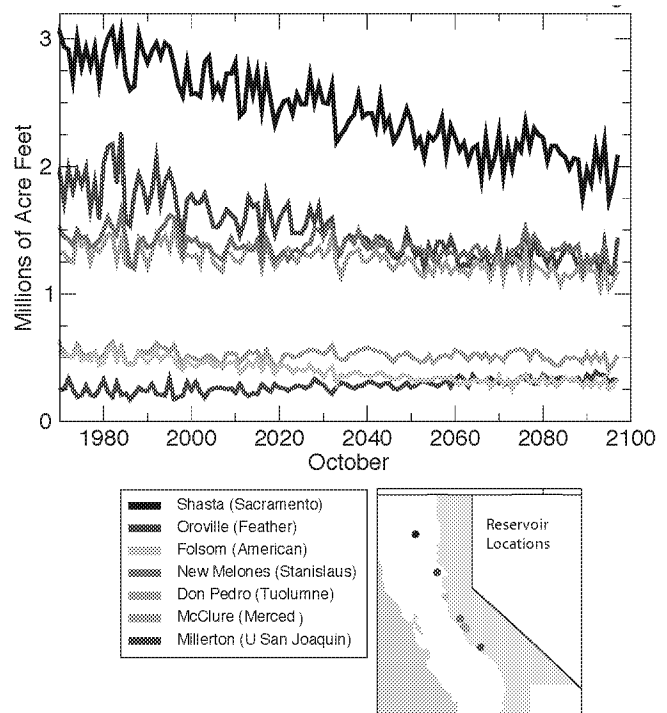 3
2
1
0
Millions of Acre Feet
1980 2000 2020 2040 2060 2080 2100
October
Shasta (Sacramento)
Oroville (Feather)
Folsom (American)
New Melones (Stanislaus)
Don Pedro (Tuolumne)
McClure (Merced)
Millerton (U San Joaquin)
Reservoir
Locations